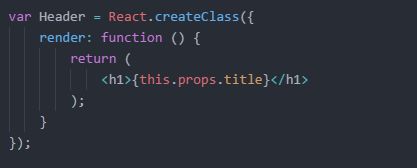 var Header = React.createClass({
    render: function () {
        return (
            <h1>{this.props.title}</h1>
        );
    }
});